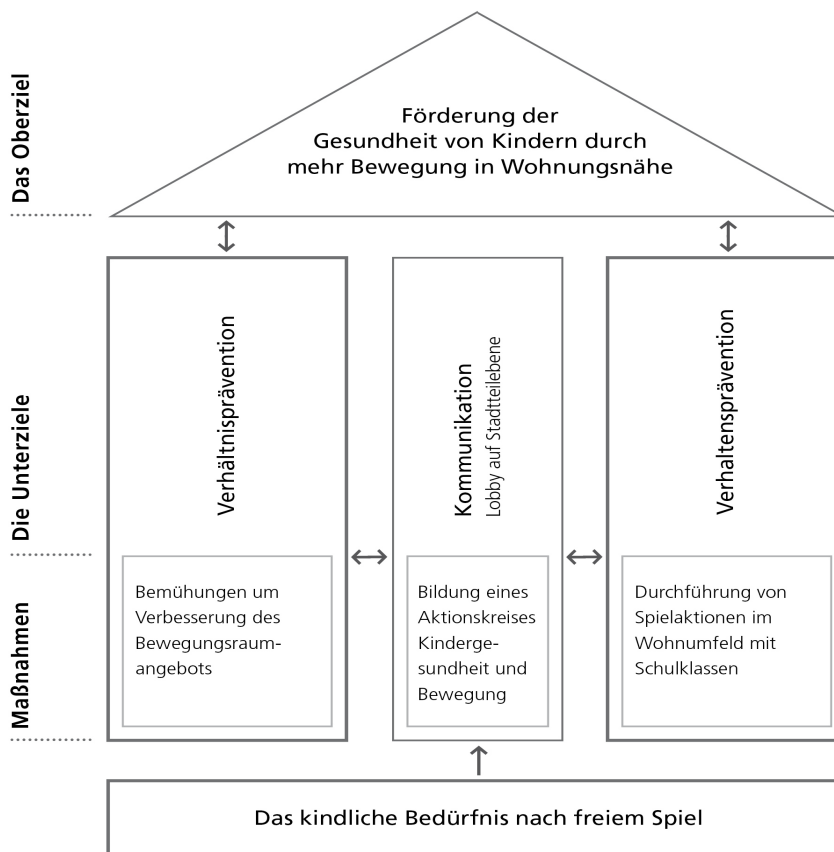 Das Oberziel
Förderung der
Gesundheit von Kindern durch
mehr Bewegung in Wohnungsnähe
Die Unterziele
Verhältnisprävention
Kommunikation
Lobby auf Stadtteilebene
Verhaltensprävention
Maßnahmen
Bemühungen um
Verbesserung des
Bewegungsraum-
angebots
Bildung eines
Aktionskreises
Kinderge-
sundheit und
Bewegung
Durchführung von
Spielaktionen im
Wohnumfeld mit
Schulklassen
Das kindliche Bedürfnis nach freiem Spiel